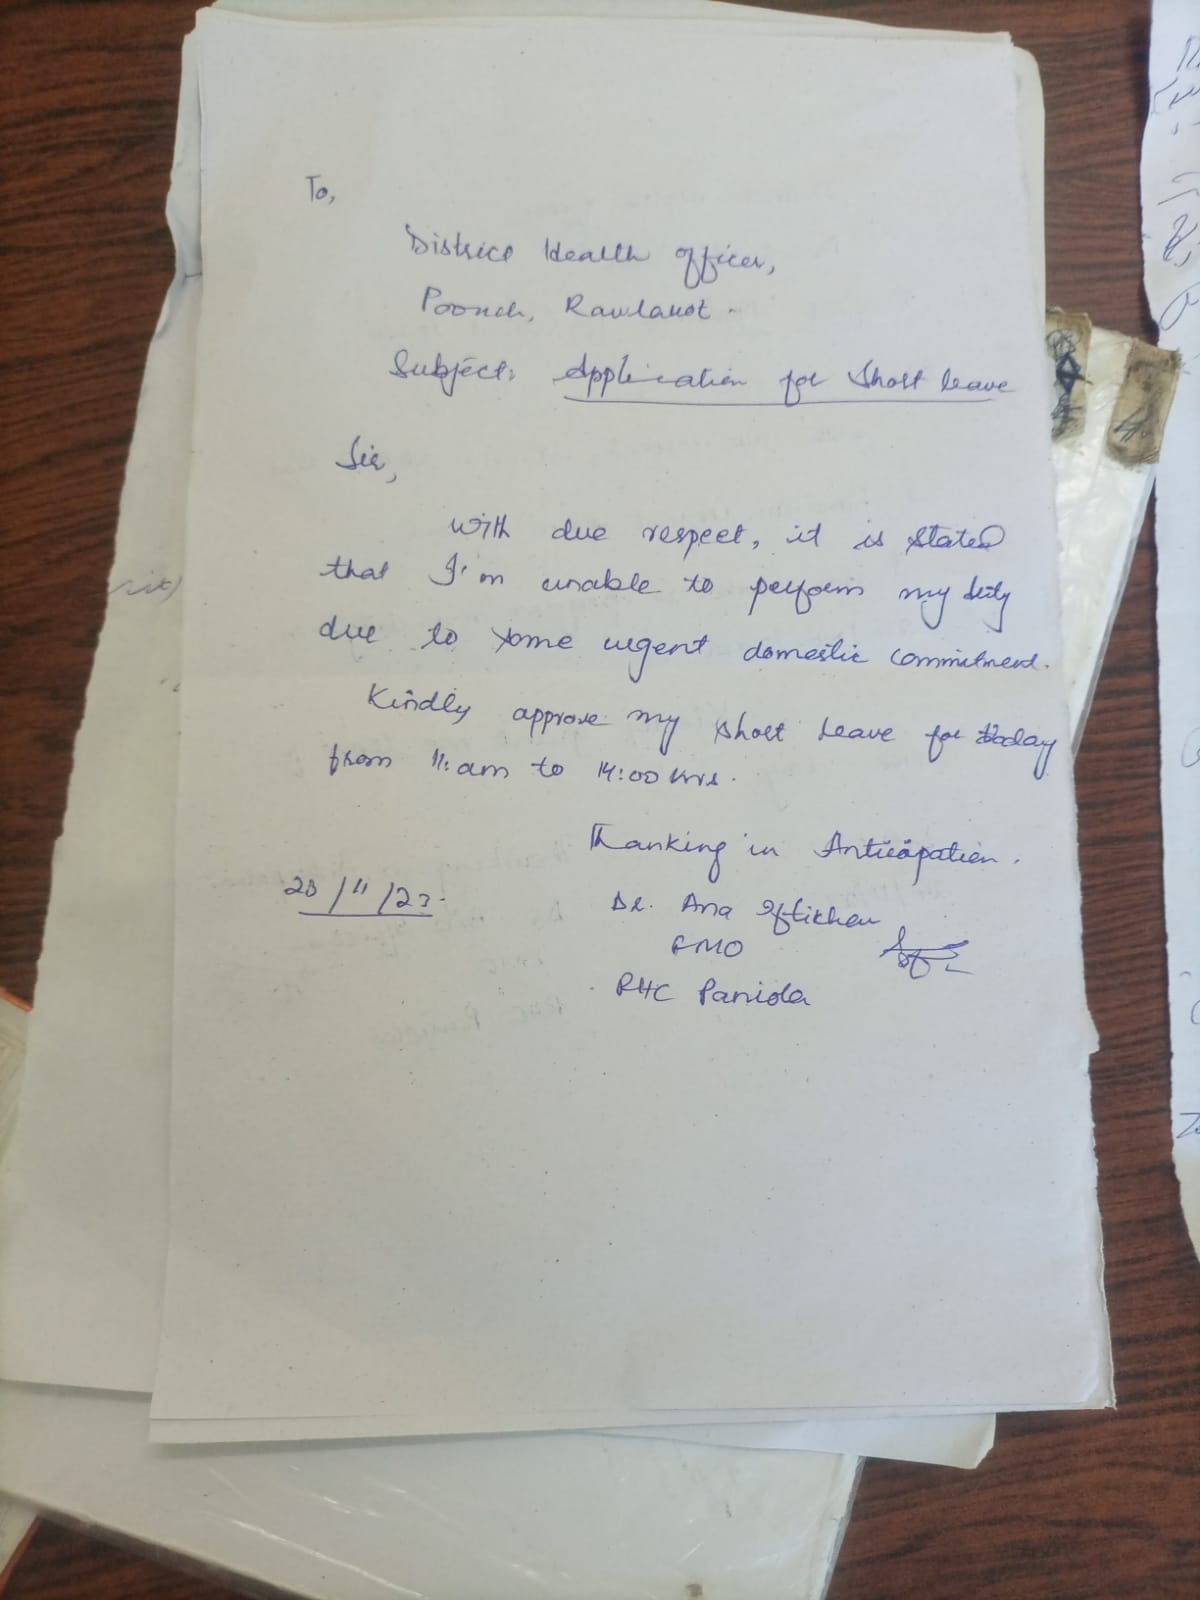 To,
District Health Officer,
Poonch, Rawlakot.
Subject: Application for Short leave
Sir,
With due respect, it is stated
that I'm unable to perform my duty
due to some urgent domestic commitment.
Kindly approve my short leave for today
from 11:am to 14:00 hrs.
Thanking in Anticipation.
/11/23.
Dr. Ana Iftikhar
FMO
RHC Paniola